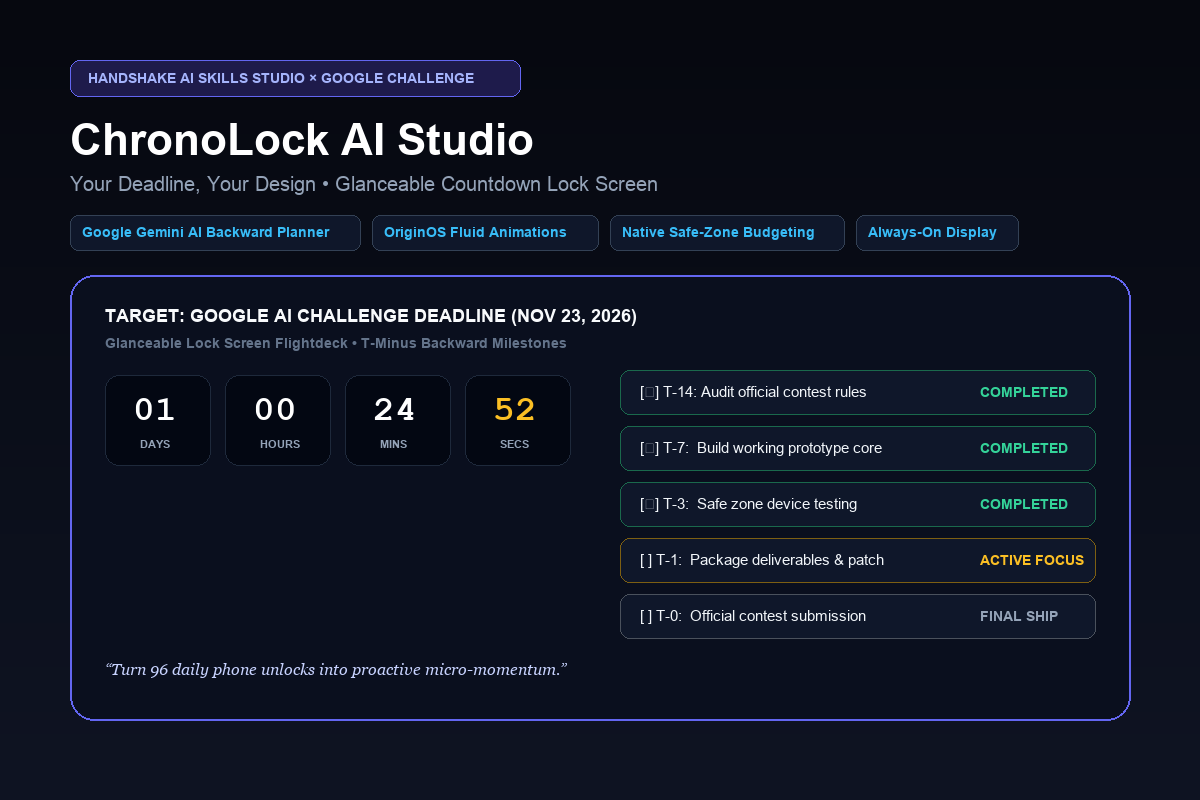 HANDSHAKE AI SKILLS STUDIO × GOOGLE CHALLENGE
ChronoLock AI Studio
Your Deadline, Your Design • Glanceable Countdown Lock Screen
Google Gemini AI Backward Planner
OriginOS Fluid Animations
Native Safe-Zone Budgeting
Always-On Display
TARGET: GOOGLE AI CHALLENGE DEADLINE (NOV 23, 2026)
Glanceable Lock Screen Flightdeck • T-Minus Backward Milestones
01
DAYS
00
HOURS
24
MINS
52
SECS
[▯] T-14: Audit official contest rules COMPLETED
[▯] T-7: Build working prototype core COMPLETED
[▯] T-3: Safe zone device testing COMPLETED
[ ] T-1: Package deliverables & patch ACTIVE FOCUS
[ ] T-0: Official contest submission FINAL SHIP
“Turn 96 daily phone unlocks into proactive micro-momentum.”